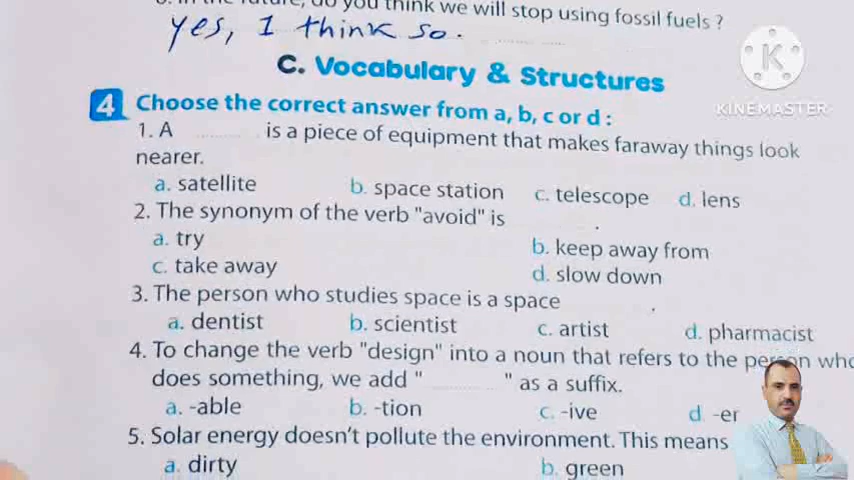 o. In the future, do you think we will stop using fossil fuels ?
yes, I think so.
C. Vocabulary & Structures
K
KINEMASTER
4 Choose the correct answer from a, b, c or d :
1. A ............ is a piece of equipment that makes faraway things look
nearer.
a. satellite b. space station c. telescope d. lens
2. The synonym of the verb "avoid" is .
a. try b. keep away from
c. take away d. slow down
3. The person who studies space is a space .
a. dentist b. scientist c. artist d. pharmacist
4. To change the verb "design" into a noun that refers to the person who
does something, we add " ............ " as a suffix.
a. -able b. -tion c. -ive d. -er
5. Solar energy doesn't pollute the environment. This means
a. dirty b. green